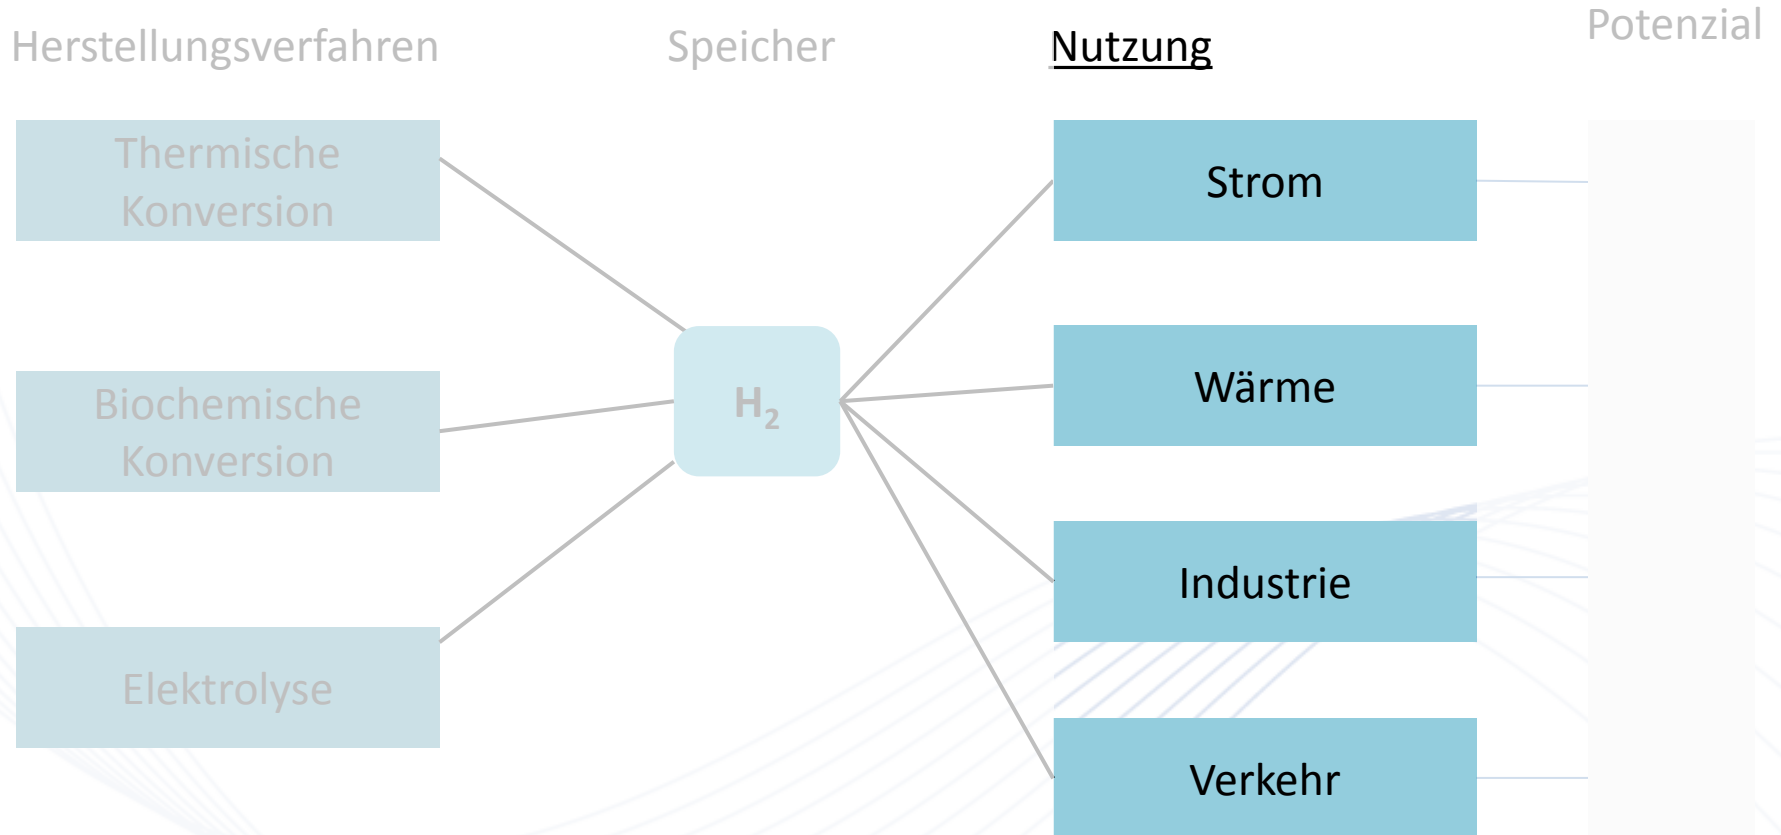 Herstellungsverfahren
Speicher
Nutzung
Potenzial
Thermische
Konversion
Biochemische
Konversion
Elektrolyse
H₂
Strom
Wärme
Industrie
Verkehr